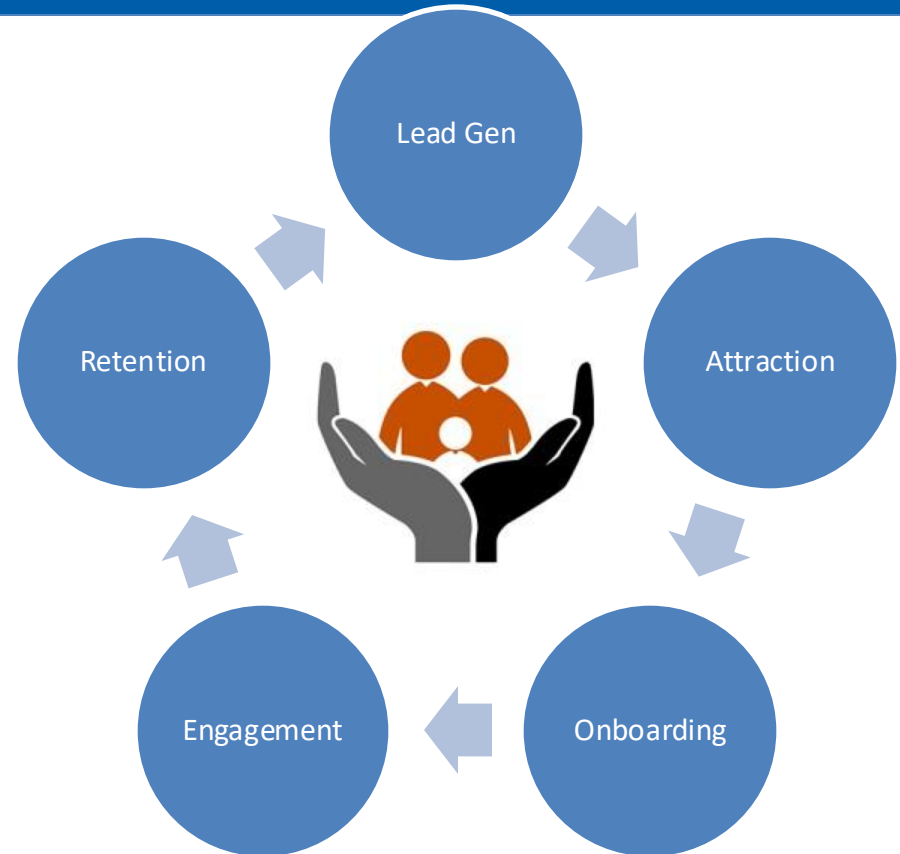 Lead Gen
Attraction
Onboarding
Engagement
Retention